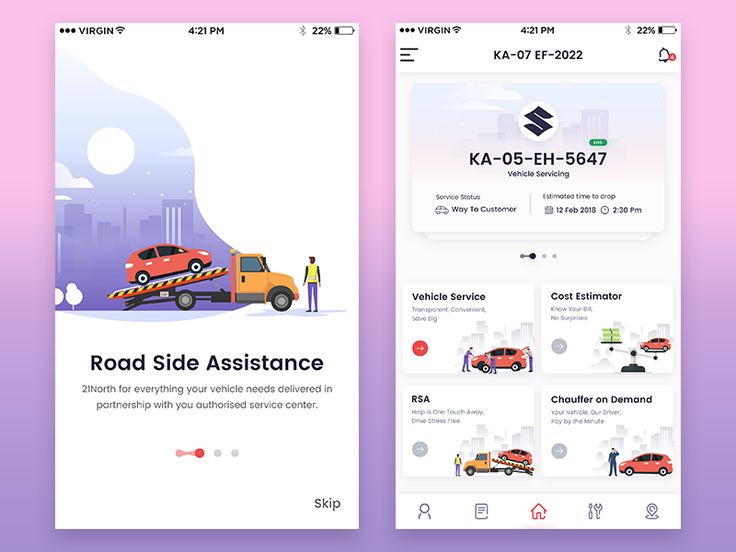 VIRGIN 4:21 PM 22%
Road Side Assistance
21North for everything your vehicle needs delivered in
partnership with you authorised service center.
Skip
VIRGIN 4:21 PM 22%
KA-07 EF-2022
4
LIVE
KA-05-EH-5647
Vehicle Servicing
Service Status
Way To Customer
Estimated time to drop
12 Feb 2018 2:30 Pm
Vehicle Service
Transparent, Convenient,
Save Big
Cost Estimator
Know Your Bill,
No Surprises
RSA
Help is One Touch Away,
Drive Stress Free
Chauffer on Demand
Your Vehicle, Our Driver,
Pay by the Minute